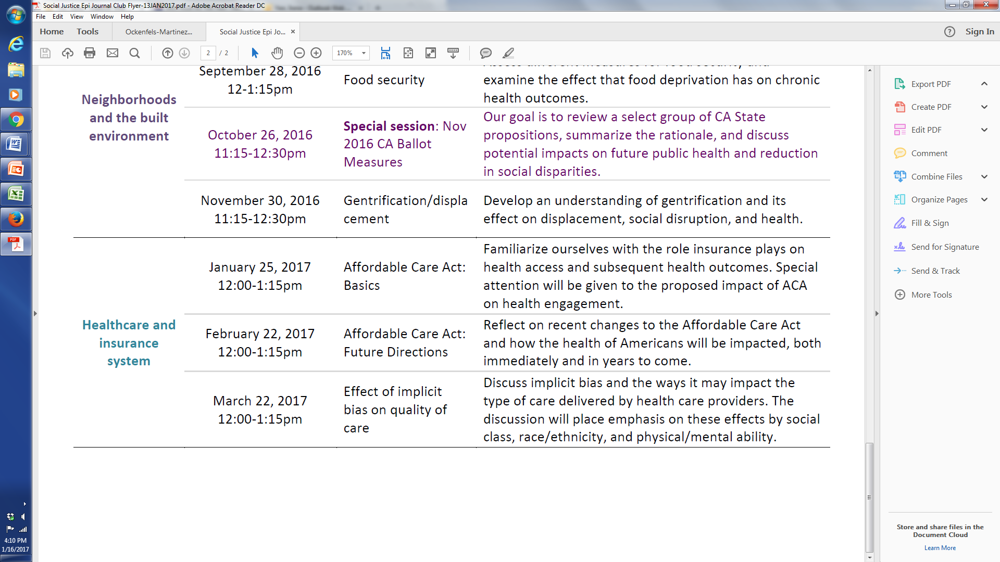 Social Justice Epi Journal Club Flyer-13JAN2017.pdf - Adobe Acrobat Reader DC
File Edit View Window Help
Home Tools Ockenfels-Martinez... Social Justice Epi Jo... ×
Sign In
2 / 2
170%
September 28, 2016
12-1:15pm
Food security
examine the effect that food deprivation has on chronic
health outcomes.
Neighborhoods
and the built
environment
October 26, 2016
11:15-12:30pm
Special session: Nov
2016 CA Ballot
Measures
Our goal is to review a select group of CA State
propositions, summarize the rationale, and discuss
potential impacts on future public health and reduction
in social disparities.
November 30, 2016
11:15-12:30pm
Gentrification/displa
cement
Develop an understanding of gentrification and its
effect on displacement, social disruption, and health.
Healthcare and
insurance
system
January 25, 2017
12:00-1:15pm
Affordable Care Act:
Basics
Familiarize ourselves with the role insurance plays on
health access and subsequent health outcomes. Special
attention will be given to the proposed impact of ACA
on health engagement.
February 22, 2017
12:00-1:15pm
Affordable Care Act:
Future Directions
Reflect on recent changes to the Affordable Care Act
and how the health of Americans will be impacted, both
immediately and in years to come.
March 22, 2017
12:00-1:15pm
Effect of implicit
bias on quality of
care
Discuss implicit bias and the ways it may impact the
type of care delivered by health care providers. The
discussion will place emphasis on these effects by social
class, race/ethnicity, and physical/mental ability.
Export PDF
Create PDF
Edit PDF
Comment
Combine Files
Organize Pages
Fill & Sign
Send for Signature
Send & Track
More Tools
Store and share files in the
Document Cloud
Learn More
PDF
4:10 PM
1/16/2017